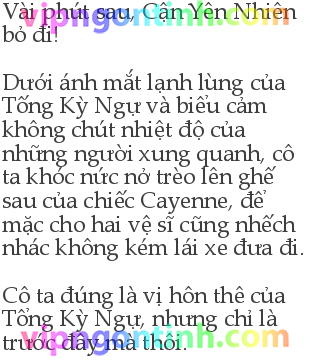 Vài phút sau, Cân Yên Nhiên
bỏ đi!
Dưới ánh mắt lạnh lùng của
Tống Kỳ Ngự và biểu cảm
không chút nhiệt độ của
những người xung quanh, cô
ta khóc nức nở trèo lên ghế
sau của chiếc Cayenne, để
mặc cho hai vệ sĩ cũng nhếch
nhác không kém lái xe đưa đi.
Cô ta đúng là vị hôn thê của
Tống Kỳ Ngự, nhưng chỉ là
trước đây mà thôi.
vipngontinh.com
vipngontinh.com